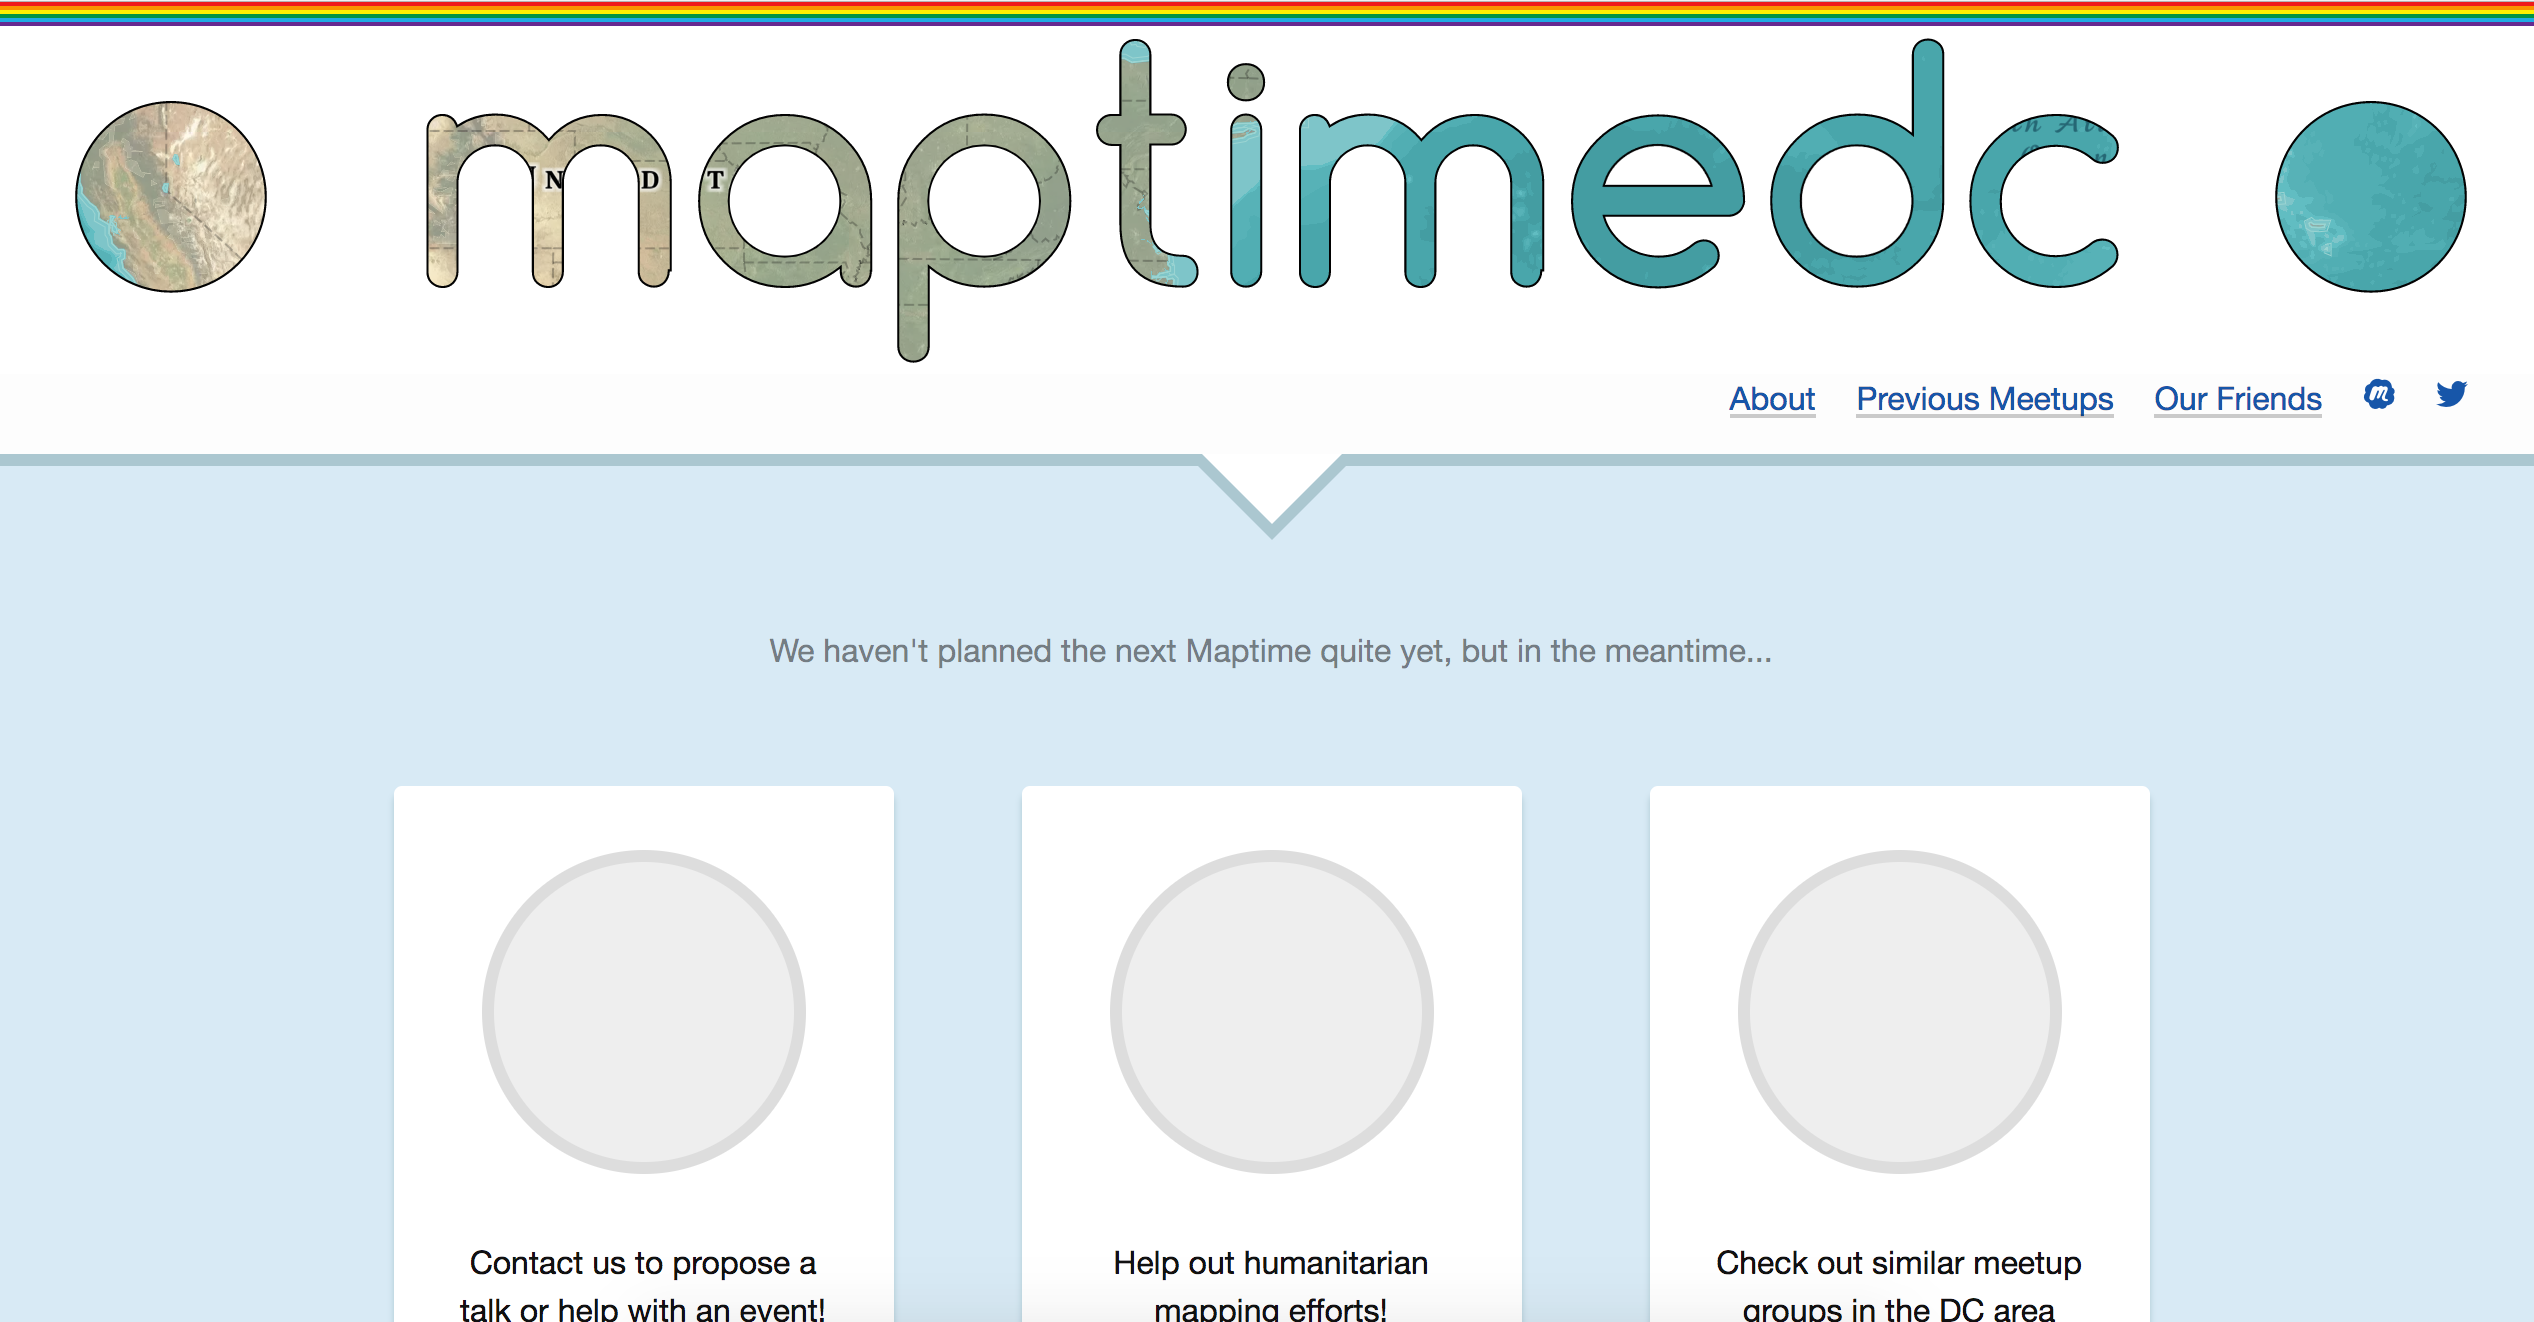 maptimedc
N D T
About Previous Meetups Our Friends
We haven't planned the next Maptime quite yet, but in the meantime...
Contact us to propose a
talk or help with an event!
Help out humanitarian
mapping efforts!
Check out similar meetup
groups in the DC area